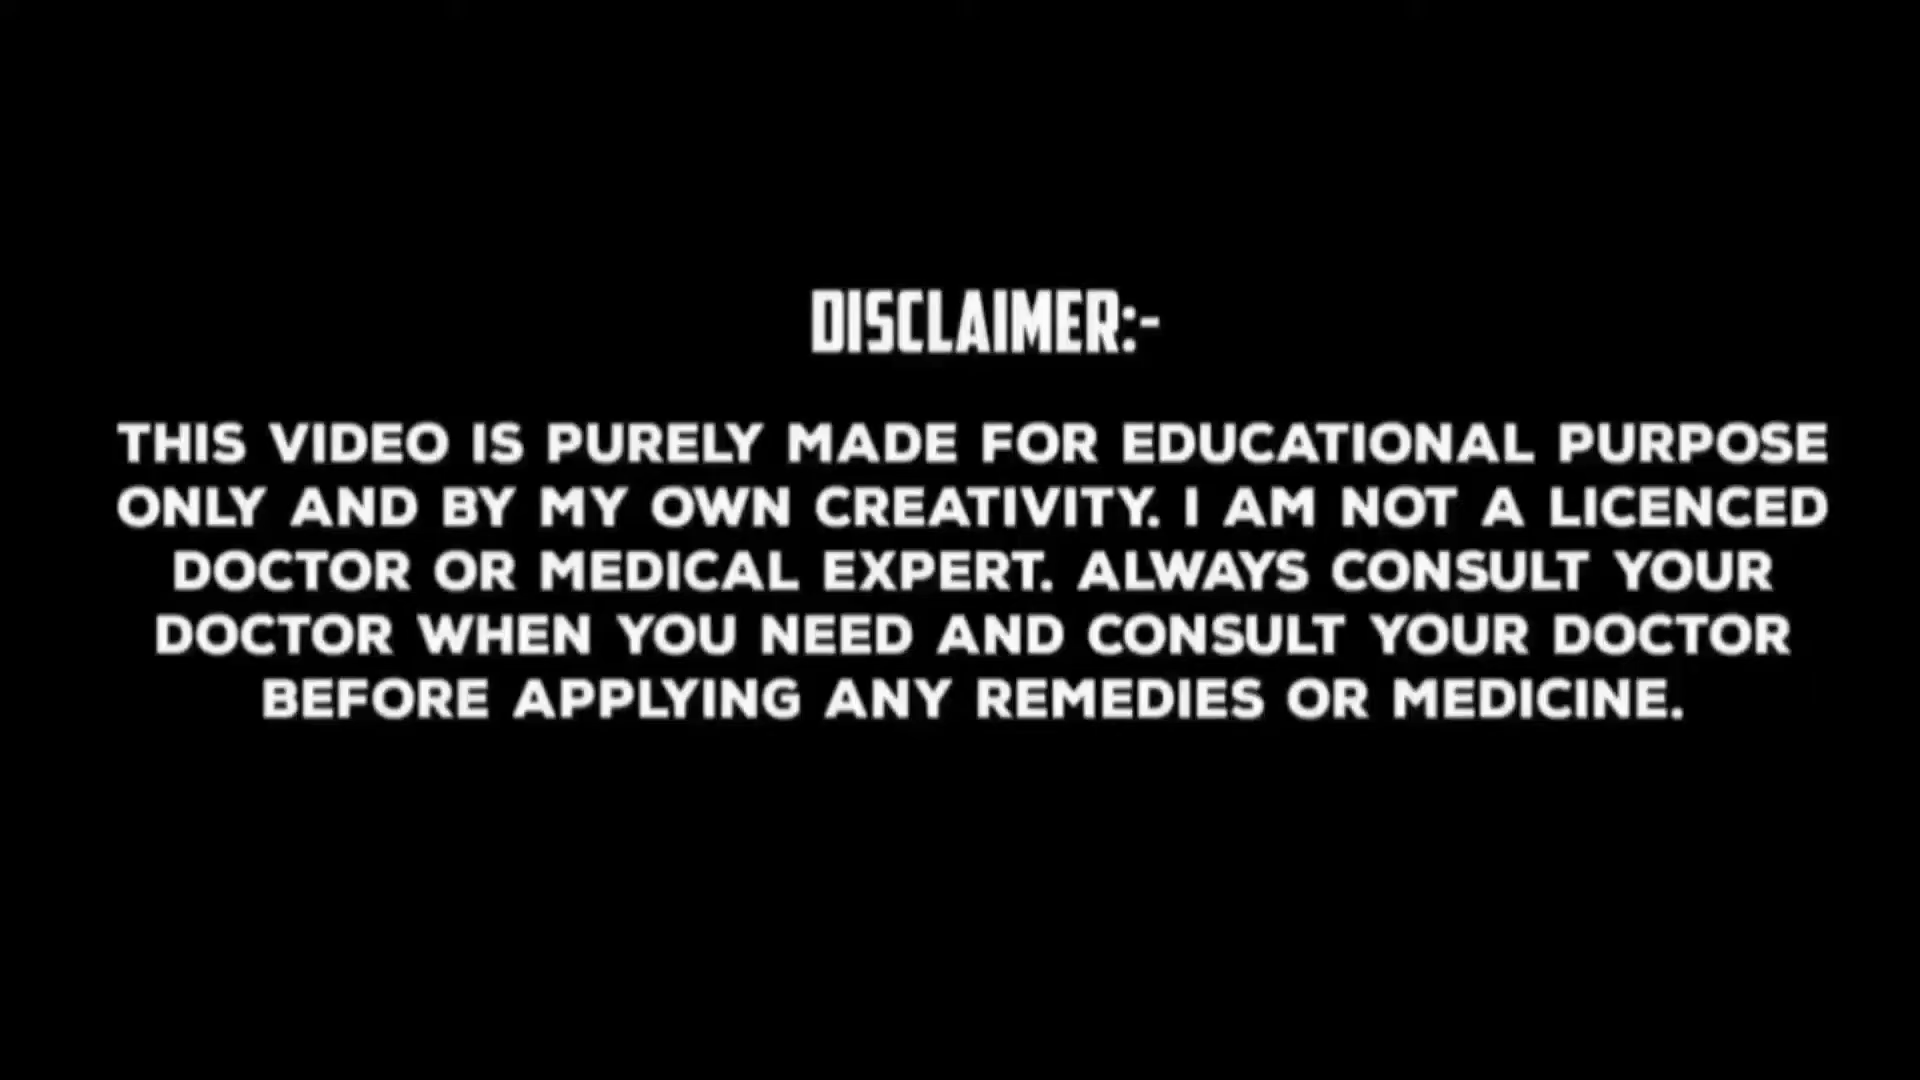 DISCLAIMER:-
THIS VIDEO IS PURELY MADE FOR EDUCATIONAL PURPOSE
ONLY AND BY MY OWN CREATIVITY. I AM NOT A LICENCED
DOCTOR OR MEDICAL EXPERT. ALWAYS CONSULT YOUR
DOCTOR WHEN YOU NEED AND CONSULT YOUR DOCTOR
BEFORE APPLYING ANY REMEDIES OR MEDICINE.